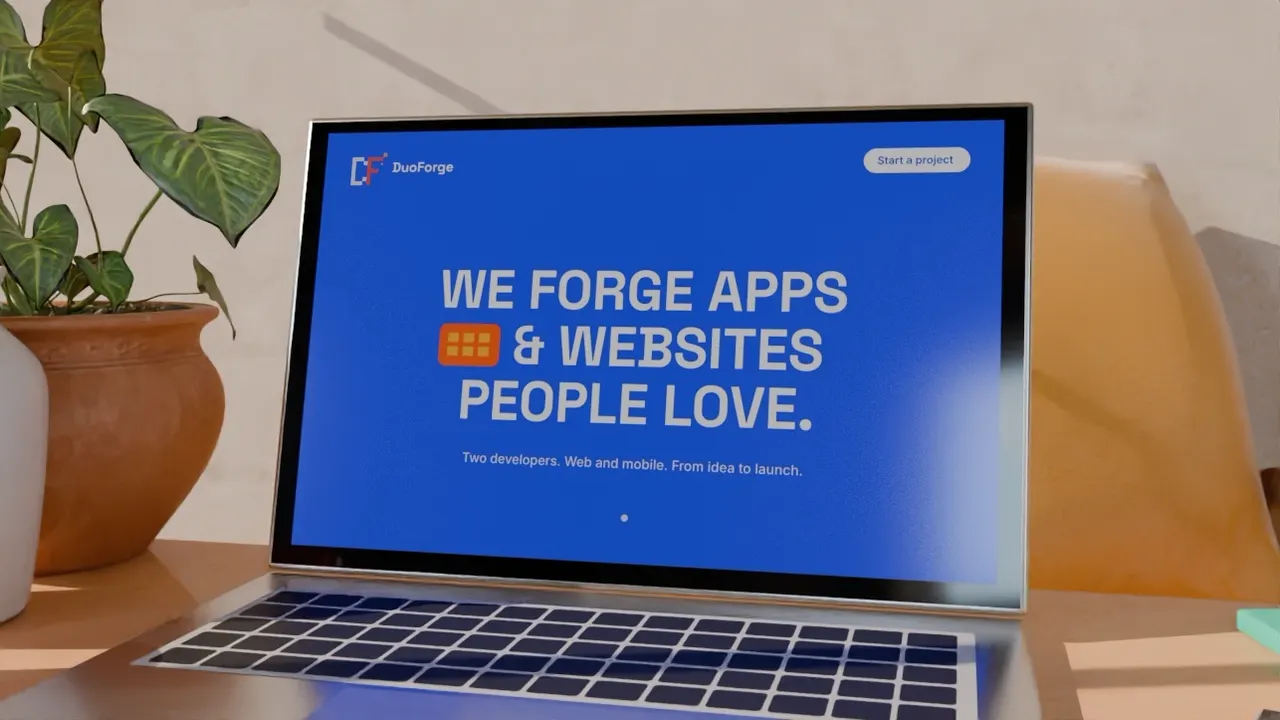 DuoForge
Start a project
WE FORGE APPS
& WEBSITES
PEOPLE LOVE.
Two developers. Web and mobile. From idea to launch.